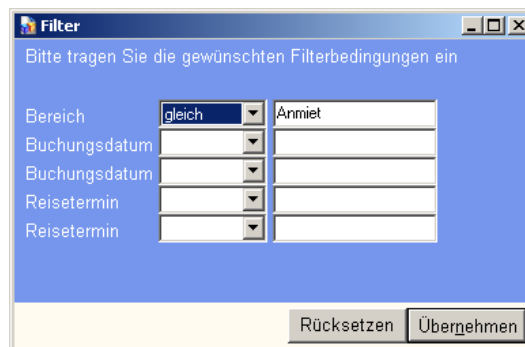 Filter
Bitte tragen Sie die gewünschten Filterbedingungen ein
Bereich gleich Anmiet
Buchungsdatum
Buchungsdatum
Reisetermin
Reisetermin
Rücksetzen Übernehmen